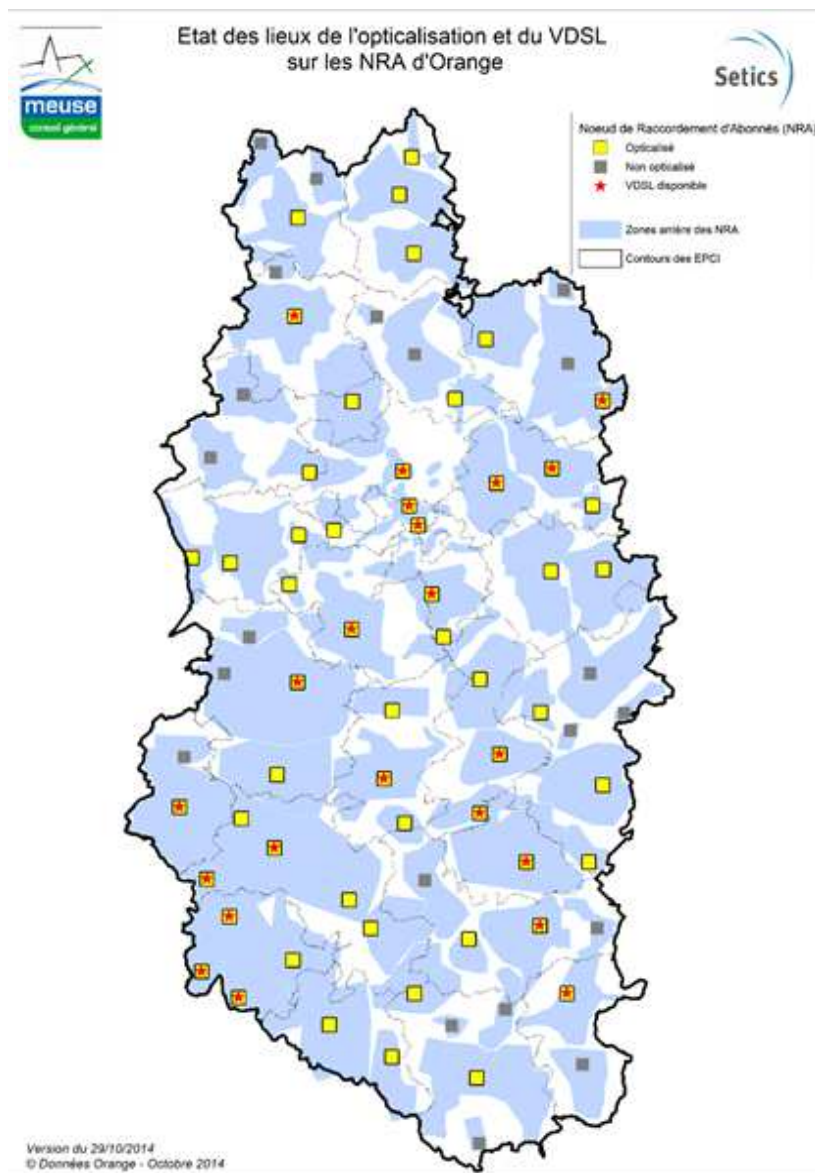 Etat des lieux de l'opticalisation et du VDSL
sur les NRA d'Orange
meuse
conseil général
Setics
Noeud de Raccordement d'Abonnés (NRA)
Opticalisé
Non opticalisé
VDSL disponible
Zones arrière des NRA
Contours des EPCI
Version du 29/10/2014
© Données Orange - Octobre 2014